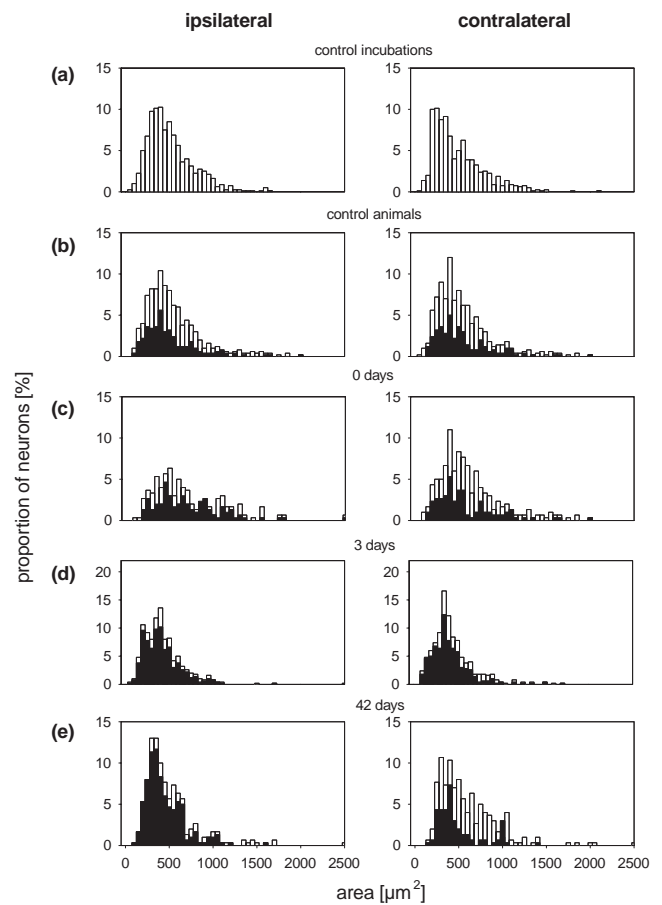 ipsilateral contralateral
control incubations
(a)
15 15
10 10
5 5
0 0
control animals
(b)
15 15
10 10
5 5
0 0
0 days
(c)
15 15
10 10
5 5
0 0
3 days
(d)
20 20
15 15
10 10
5 5
0 0
42 days
(e)
15 15
10 10
5 5
0 0
0 500 1000 1500 2000 2500 0 500 1000 1500 2000 2500
area [µm²] area [µm²]
proportion of neurons [%]